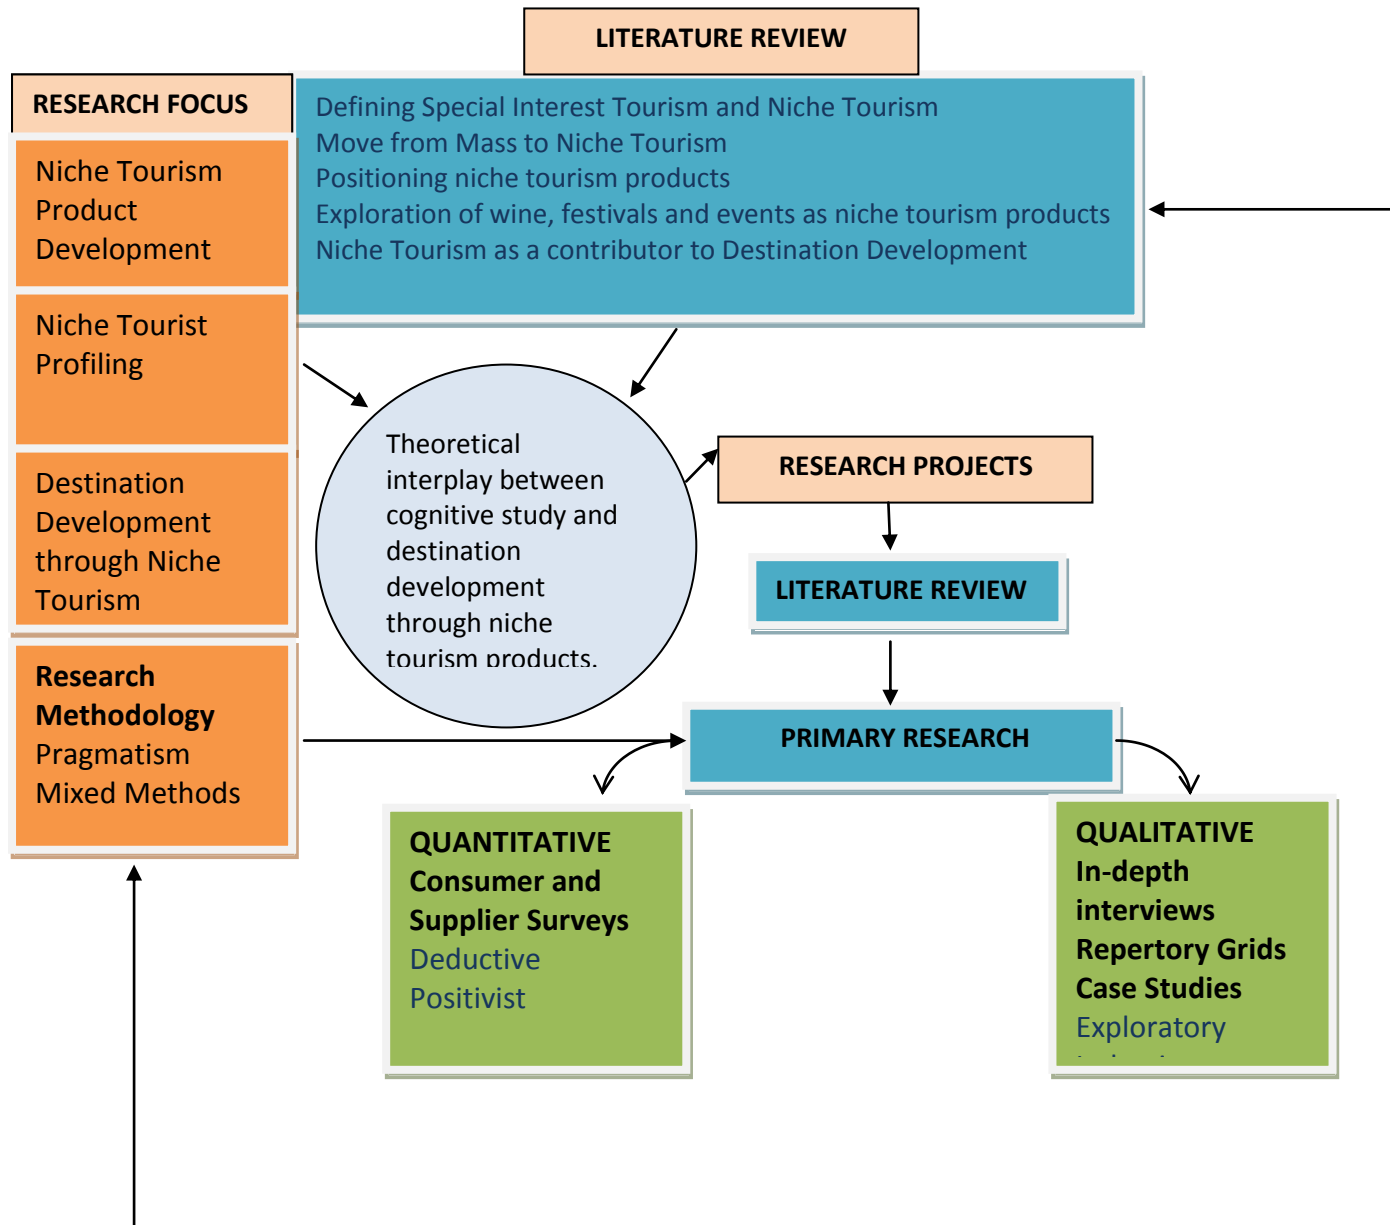 LITERATURE REVIEW
RESEARCH FOCUS
Defining Special Interest Tourism and Niche Tourism
Move from Mass to Niche Tourism
Positioning niche tourism products
Exploration of wine, festivals and events as niche tourism products
Niche Tourism as a contributor to Destination Development
Niche Tourism
Product
Development
Niche Tourist
Profiling
Destination
Development
through Niche
Tourism
Research
Methodology
Pragmatism
Mixed Methods
Theoretical
interplay between
cognitive study and
destination
development
through niche
tourism products.
RESEARCH PROJECTS
LITERATURE REVIEW
PRIMARY RESEARCH
QUANTITATIVE
Consumer and
Supplier Surveys
Deductive
Positivist
QUALITATIVE
In-depth
interviews
Repertory Grids
Case Studies
Exploratory